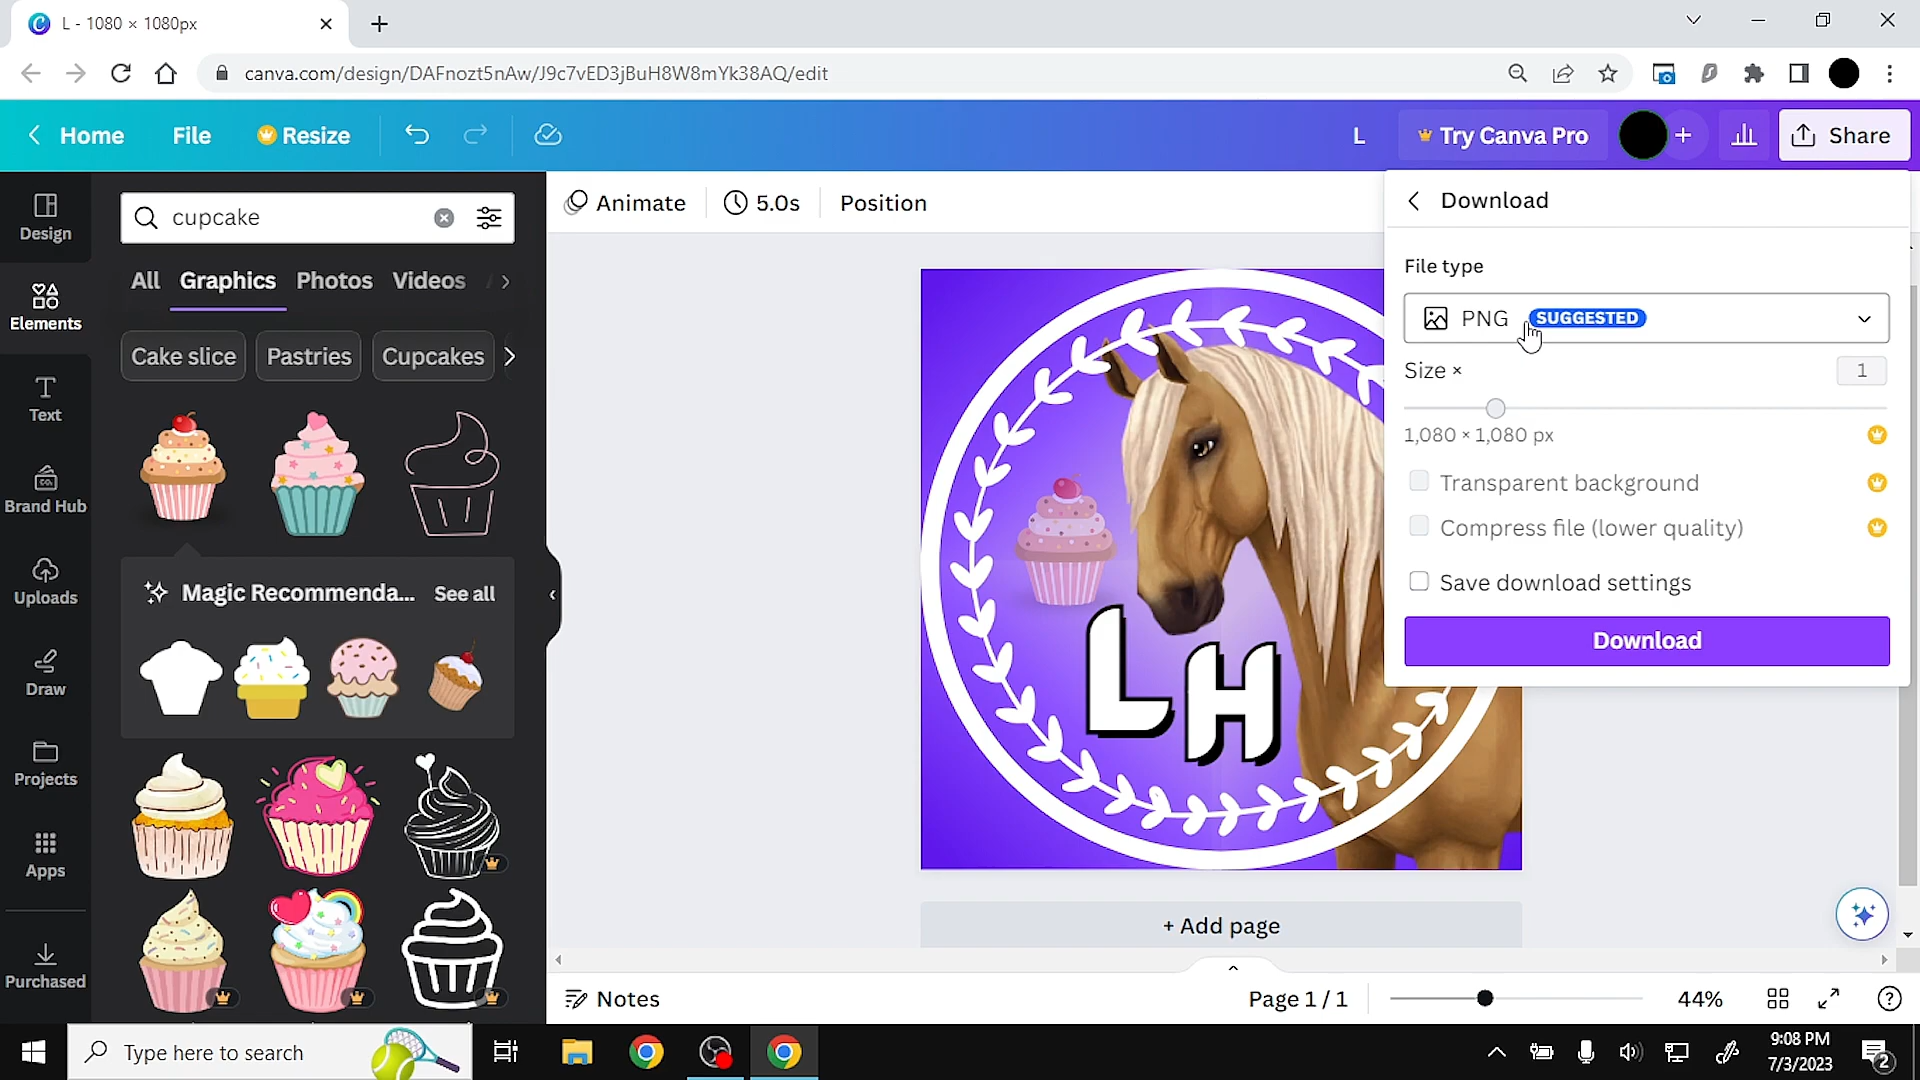 L - 1080 × 1080px
canva.com/design/DAFnozt5nAw/J9c7vED3jBuH8W8mYk38AQ/edit
Home File Resize L Try Canva Pro + Share
Design
Elements
Text
Brand Hub
Uploads
Draw
Projects
Apps
Purchased
cupcake
All Graphics Photos Videos
Cake slice Pastries Cupcakes
Magic Recommenda... See all
Animate 5.0s Position
LH
+ Add page
Notes Page 1 / 1 44%
Download
File type
PNG SUGGESTED
Size × 1
1,080 × 1,080 px
Transparent background
Compress file (lower quality)
Save download settings
Download
Type here to search
9:08 PM
7/3/2023
2